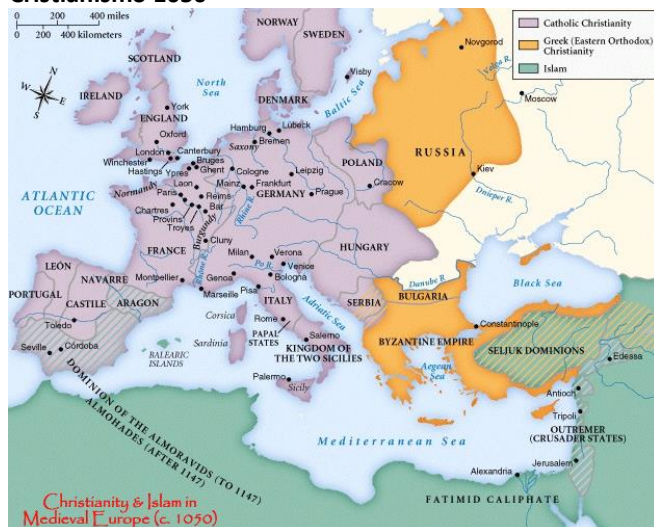 Cristianismo 1050
0 200 400 miles
0 200 400 kilometers
Catholic Christianity
Greek (Eastern Orodox)
Christianity
Islam
NORWAY
SWEDEN
Novgorod
Volga R.
Moscow
SCOTLAND
North
Sea
Visby
Baltic Sea
DENMARK
IRELAND
N
W
E
S
York
ENGLAND
Oxford
London
Canterbury
Winchester
Hastings
Bruges
Ypres
Ghent
Hamburg
Lübeck
Bremen
Saxony
Cologne
Leipzig
POLAND
RUSSIA
Kiev
Dnieper R.
Normandy
Laon
Paris
Reims
Mainz
Frankfurt
GERMANY
Prague
Cracow
ATLANTIC
OCEAN
Chartres
Bar
Provins
Troyes
Burgundy
Rhine R.
Cluny
FRANCE
HUNGARY
Milan
Verona
Po R.
Venice
Genoa
Bologna
Rhône R.
Montpellier
Marseille
Pisa
LEÓN
NAVARRE
PORTUGAL
CASTILE
ARAGON
Toledo
Seville
Córdoba
BALEARIC
ISLANDS
Corsica
Sardinia
ITALY
Adriatic Sea
Rome
PAPAL
STATES
Salerno
KINGDOM OF
THE TWO SICILIES
Palermo
Sicily
SERBIA
Danube R.
BULGARIA
Black Sea
Constantinople
BYZANTINE EMPIRE
Aegean
Sea
SELJUK DOMINIONS
Edessa
Antioch
Tripoli
OUTREMER
(CRUSADER STATES)
Jerusalem
Mediterranean Sea
Alexandria
FATIMID CALIPHATE
DOMINION OF THE ALMORAVIDS (TO 1147)
ALMOHADES (AFTER 1147)
Christianity & Islam in
Medieval Europe (c. 1050)